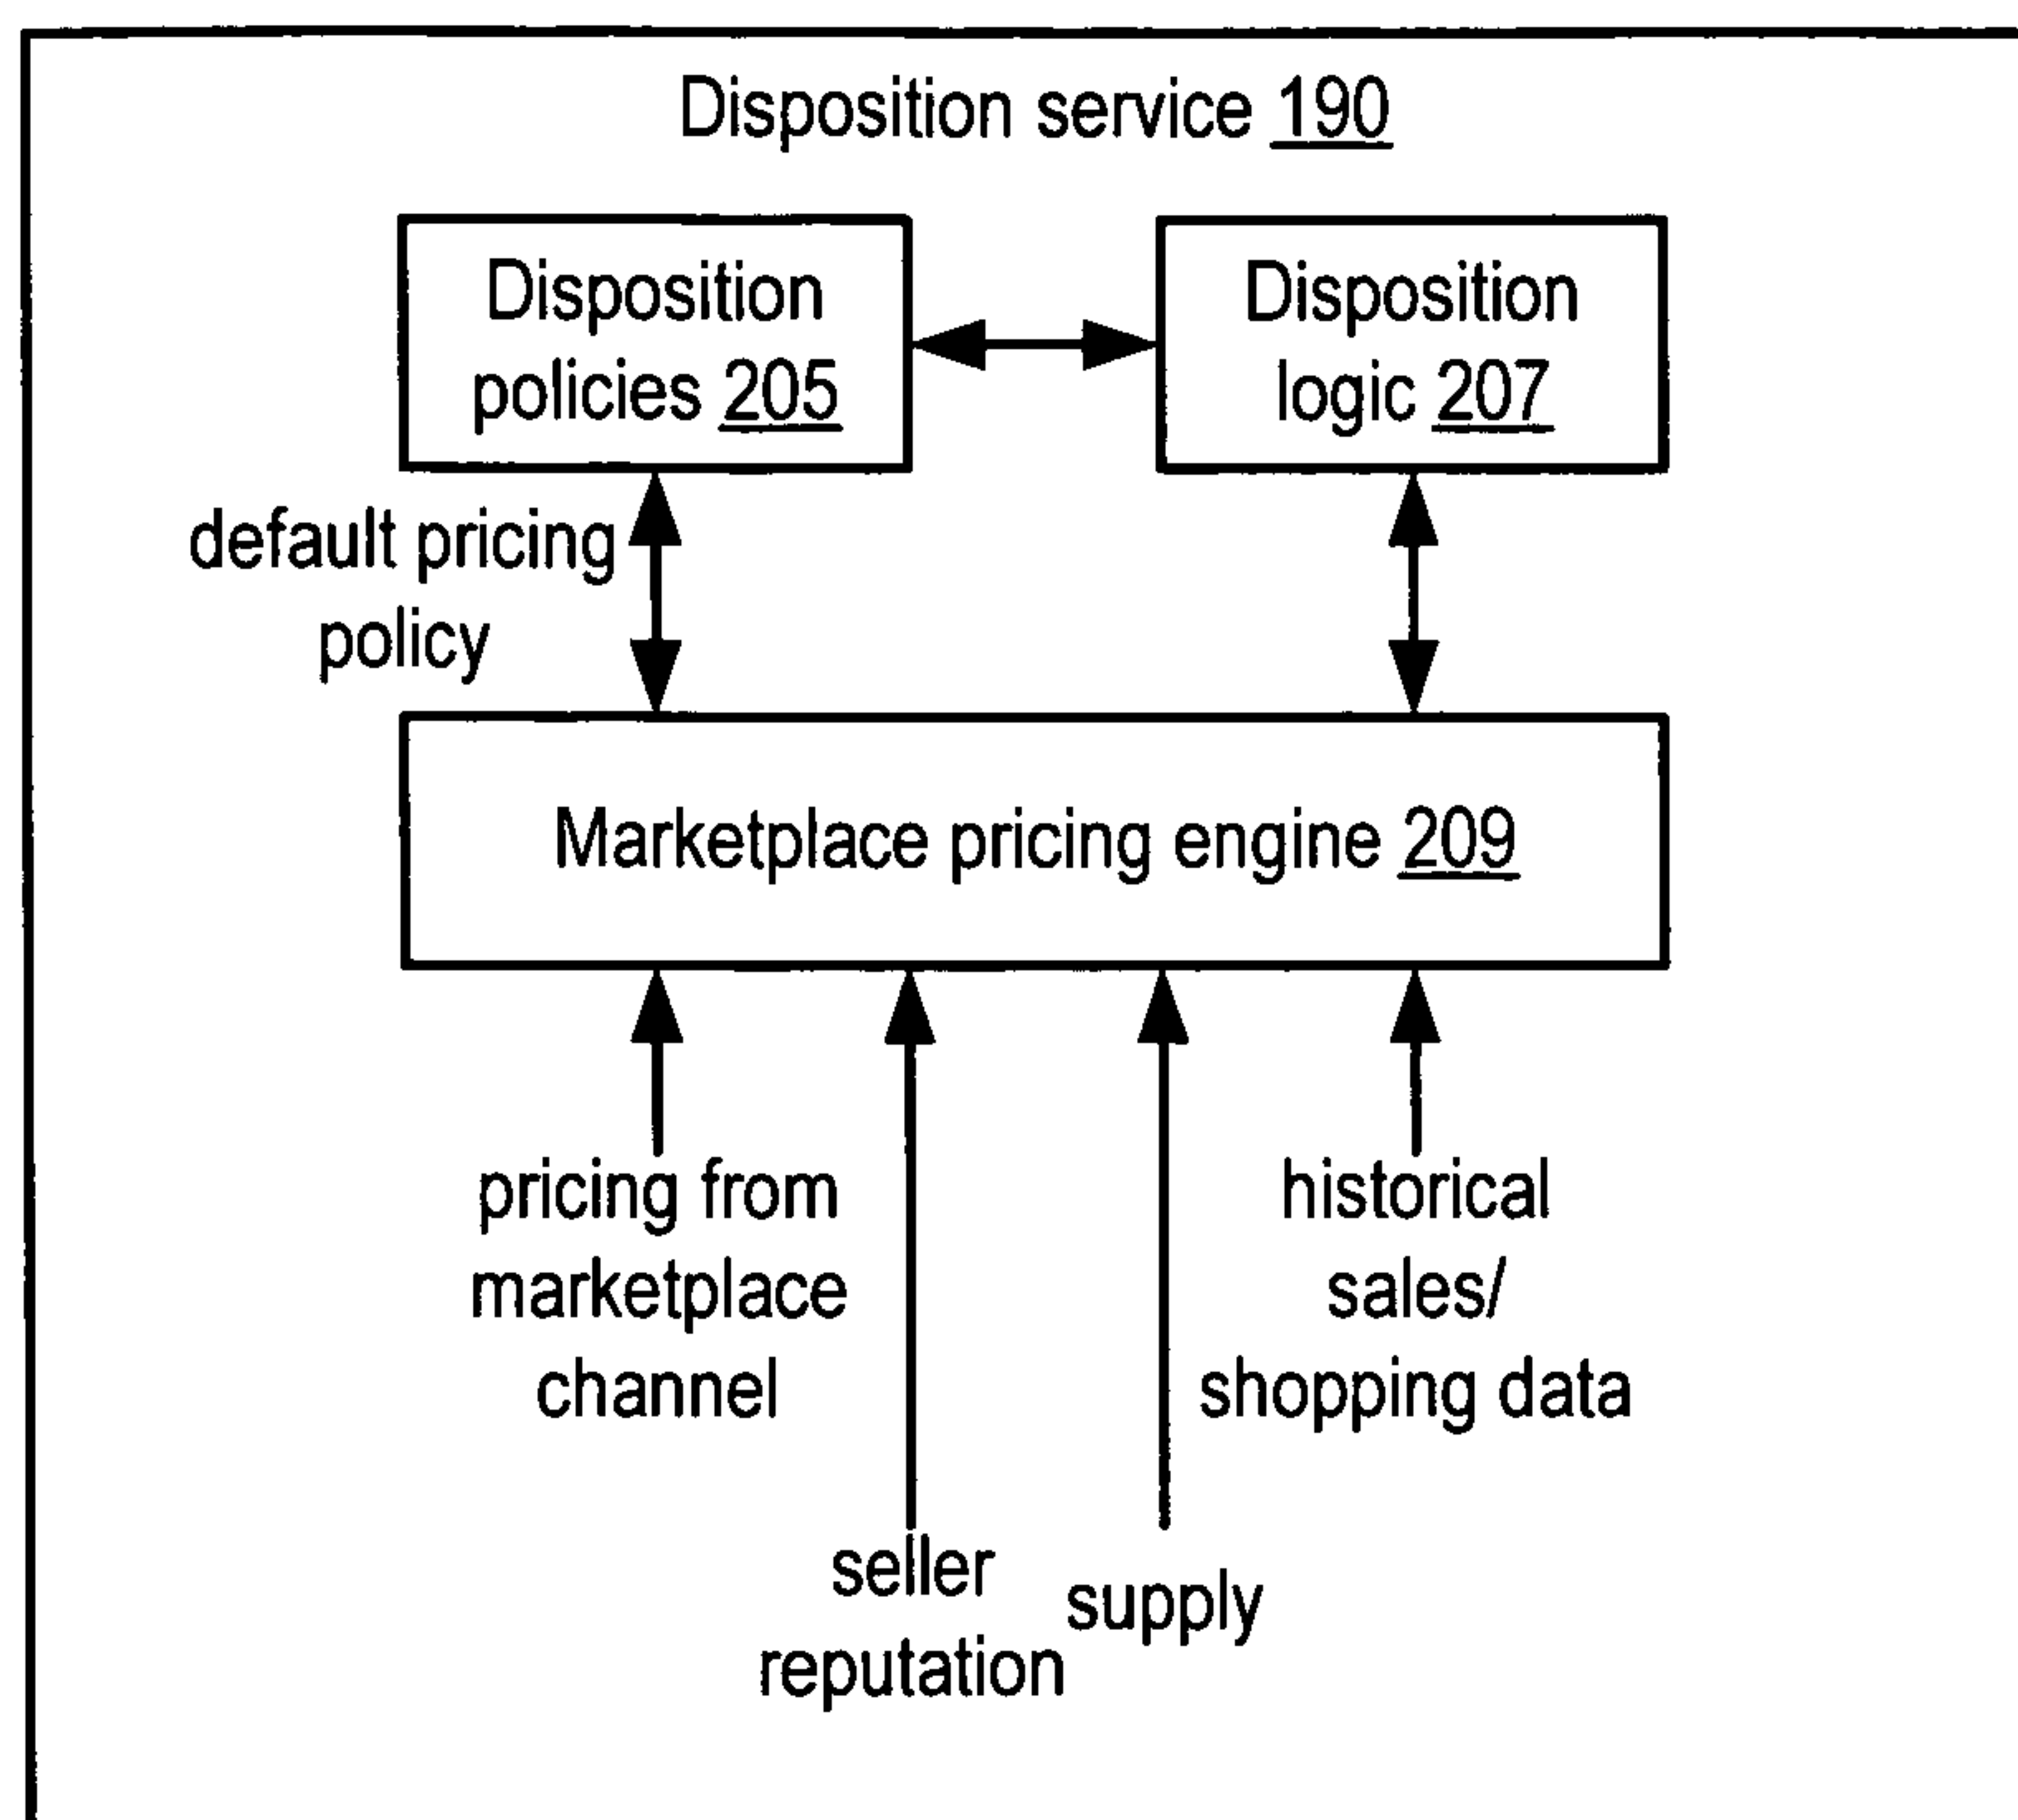 Disposition service 190
Disposition
policies 205
Disposition
logic 207
default pricing
policy
Marketplace pricing engine 209
pricing from
marketplace
channel
historical
sales/
shopping data
seller
reputation
supply